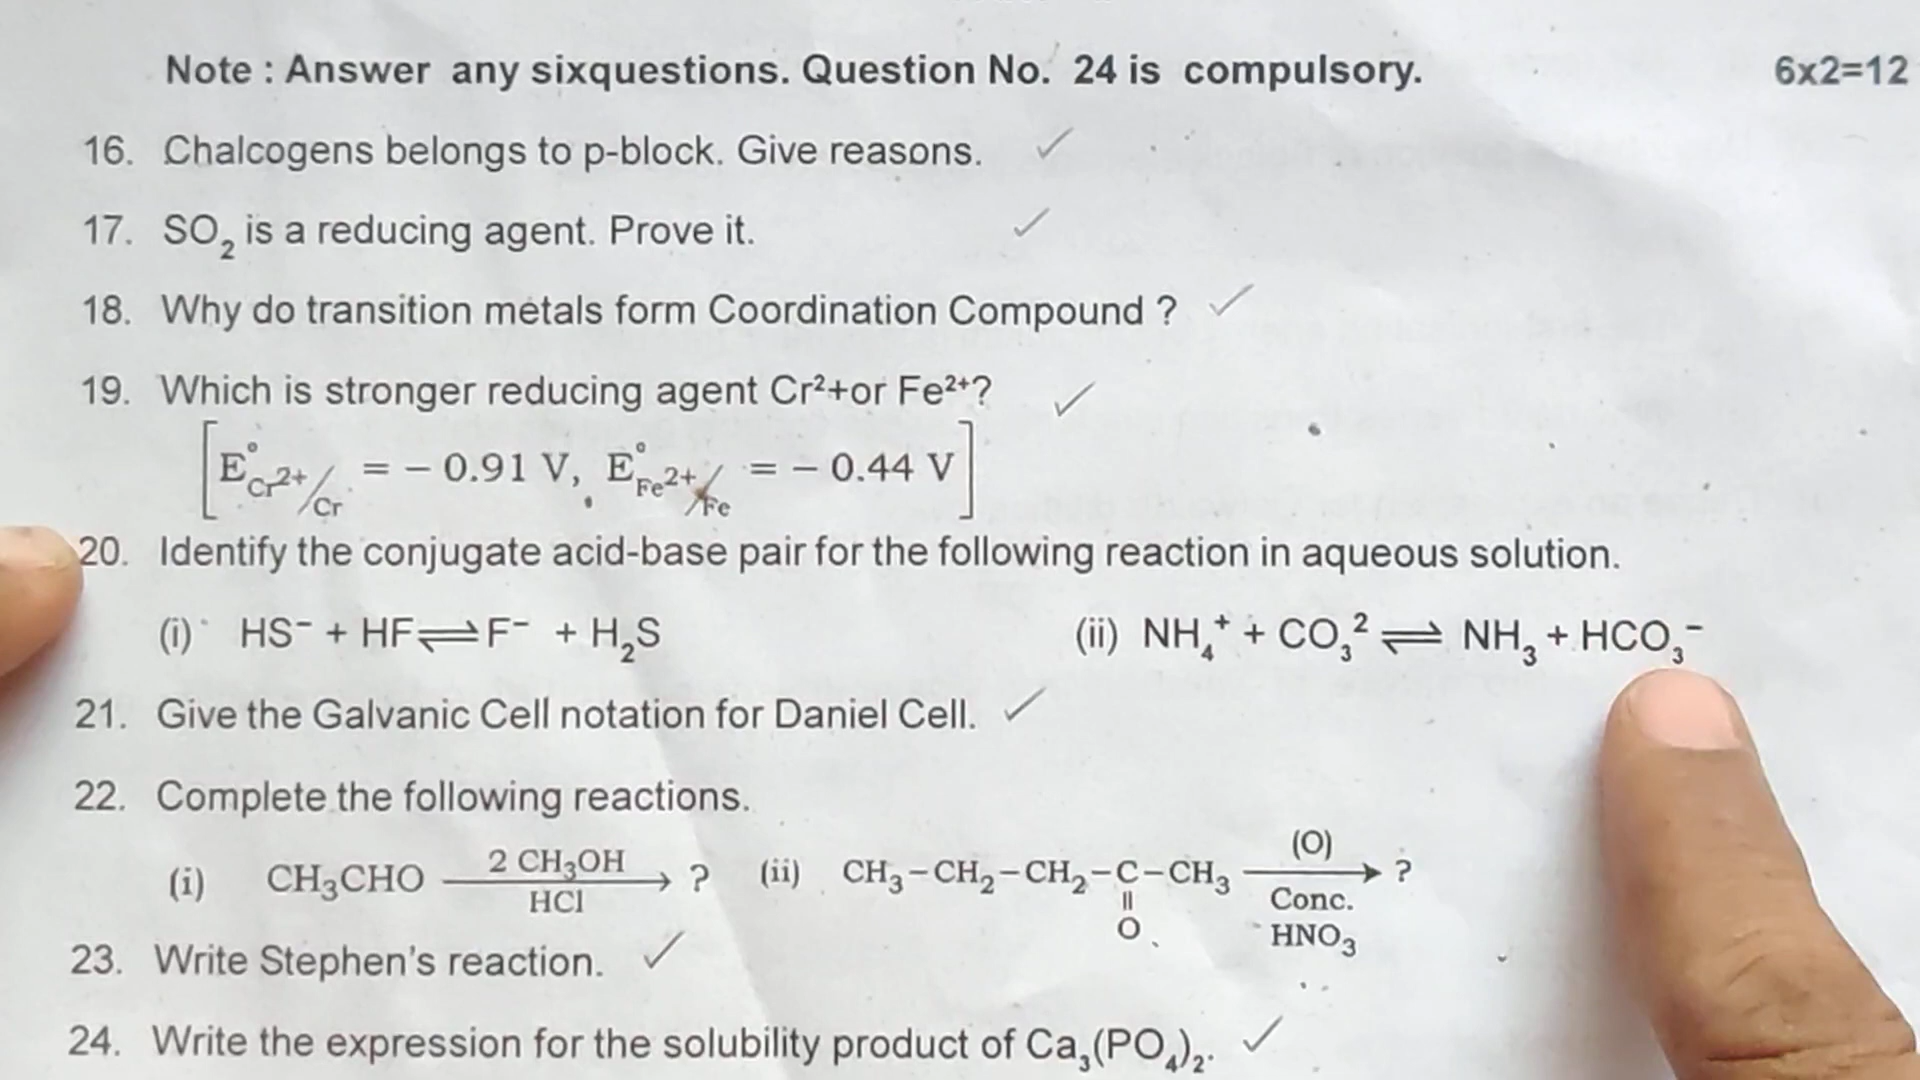 Note : Answer any sixquestions. Question No. 24 is compulsory. 6x2=12
16. Chalcogens belongs to p-block. Give reasons.
17. SO₂ is a reducing agent. Prove it.
18. Why do transition metals form Coordination Compound ?
19. Which is stronger reducing agent Cr²+or Fe²⁺?
[E°Cr²⁺/Cr = – 0.91 V, E°Fe²⁺/Fe = – 0.44 V]
20. Identify the conjugate acid-base pair for the following reaction in aqueous solution.
(i) HS⁻ + HF ⇌ F⁻ + H₂S (ii) NH₄⁺ + CO₃² ⇌ NH₃ + HCO₃⁻
21. Give the Galvanic Cell notation for Daniel Cell.
22. Complete the following reactions.
(i) CH₃CHO 2 CH₃OH/HCl → ? (ii) CH₃–CH₂–CH₂–C(=O)–CH₃ (O)/Conc. HNO₃ → ?
23. Write Stephen's reaction.
24. Write the expression for the solubility product of Ca₃(PO₄)₂.